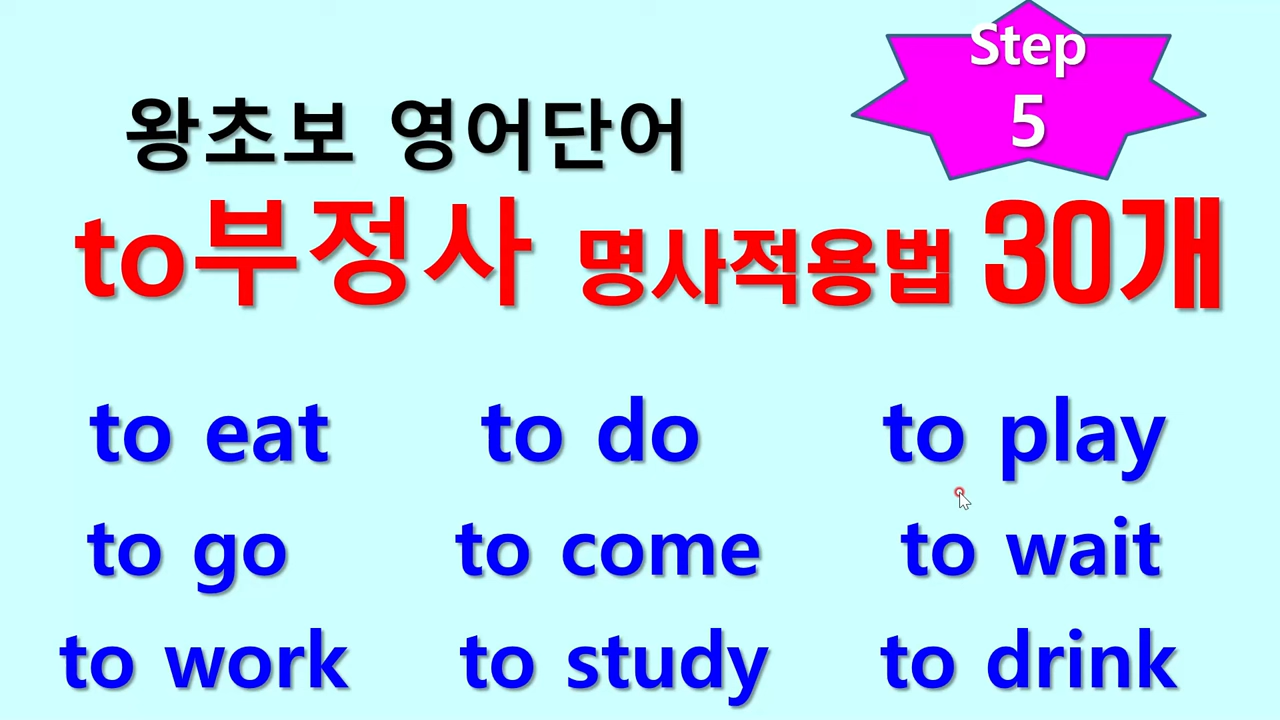 Step
5
왕초보 영어단어
to부정사 명사적용법 30개
to eat to do to play
to go to come to wait
to work to study to drink